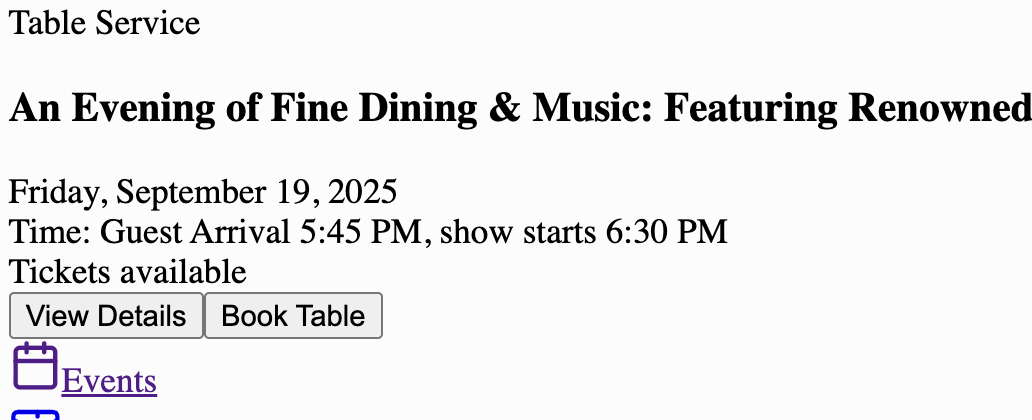 Table Service
An Evening of Fine Dining & Music: Featuring Renowned
Friday, September 19, 2025
Time: Guest Arrival 5:45 PM, show starts 6:30 PM
Tickets available
View Details Book Table
Events